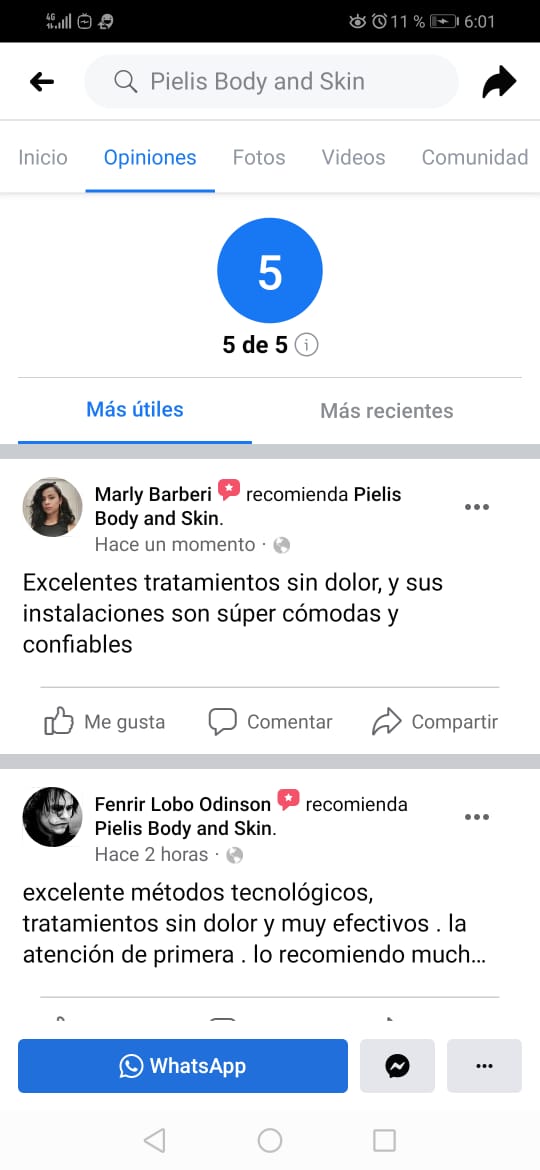 4G 11 % 6:01
Pielis Body and Skin
Inicio Opiniones Fotos Videos Comunidad
5
5 de 5
Más útiles Más recientes
Marly Barberi recomienda Pielis
Body and Skin.
Hace un momento ·
Excelentes tratamientos sin dolor, y sus
instalaciones son súper cómodas y
confiables
Me gusta Comentar Compartir
Fenrir Lobo Odinson recomienda
Pielis Body and Skin.
Hace 2 horas ·
excelente métodos tecnológicos,
tratamientos sin dolor y muy efectivos . la
atención de primera . lo recomiendo much...
WhatsApp